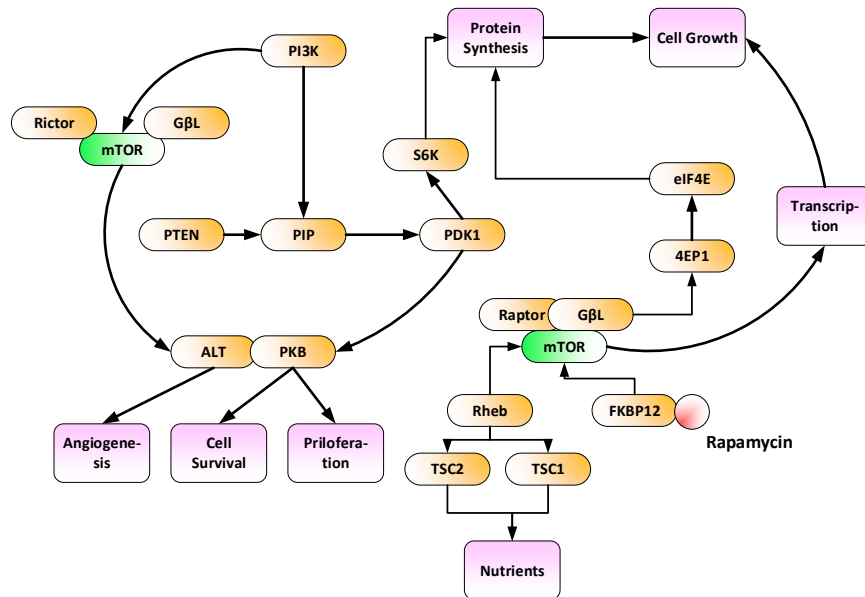 Protein
Synthesis
Cell Growth
PI3K
Rictor
GβL
mTOR
S6K
eIF4E
Transcrip-
tion
PTEN
PIP
PDK1
4EP1
Raptor
GβL
mTOR
ALT
PKB
Rheb
FKBP12
Rapamycin
Angiogene-
sis
Cell
Survival
Prilofera-
tion
TSC2
TSC1
Nutrients